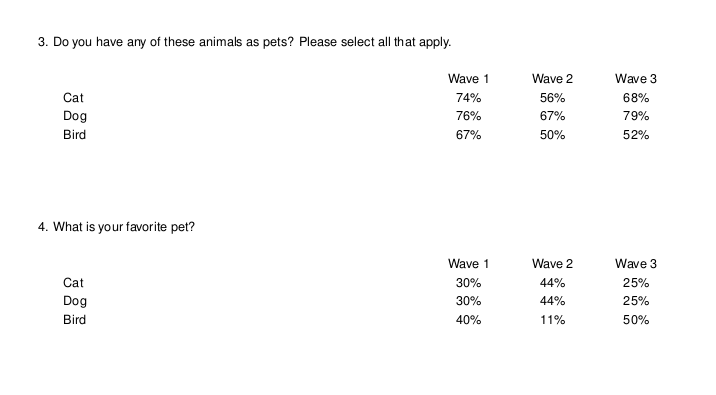 3. Do you have any of these animals as pets? Please select all that apply.
Wave 1 Wave 2 Wave 3
Cat 74% 56% 68%
Dog 76% 67% 79%
Bird 67% 50% 52%
4. What is your favorite pet?
Wave 1 Wave 2 Wave 3
Cat 30% 44% 25%
Dog 30% 44% 25%
Bird 40% 11% 50%